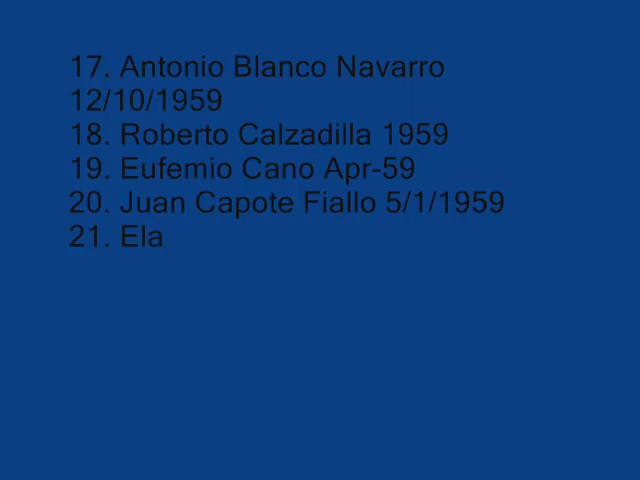 17. Antonio Blanco Navarro
12/10/1959
18. Roberto Calzadilla 1959
19. Eufemio Cano Apr-59
20. Juan Capote Fiallo 5/1/1959
21. Ela